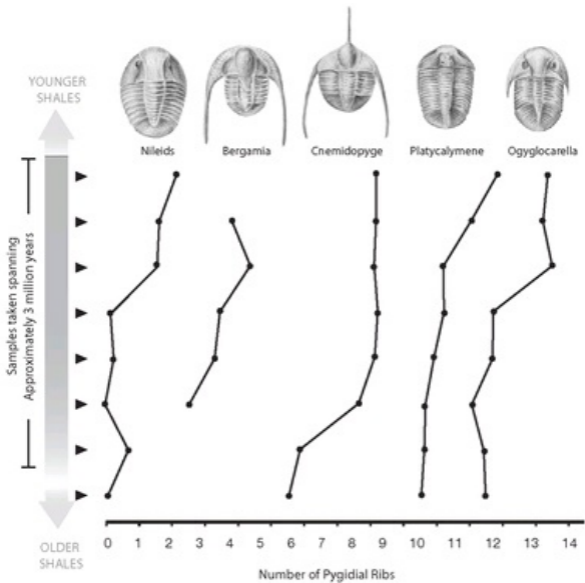 YOUNGER
SHALES
Nileids Bergamia Cnemidopyge Platycalymene Ogyglocarella
Samples taken spanning
Approximately 3 million years
OLDER
SHALES
0 1 2 3 4 5 6 7 8 9 10 11 12 13 14
Number of Pygidial Ribs